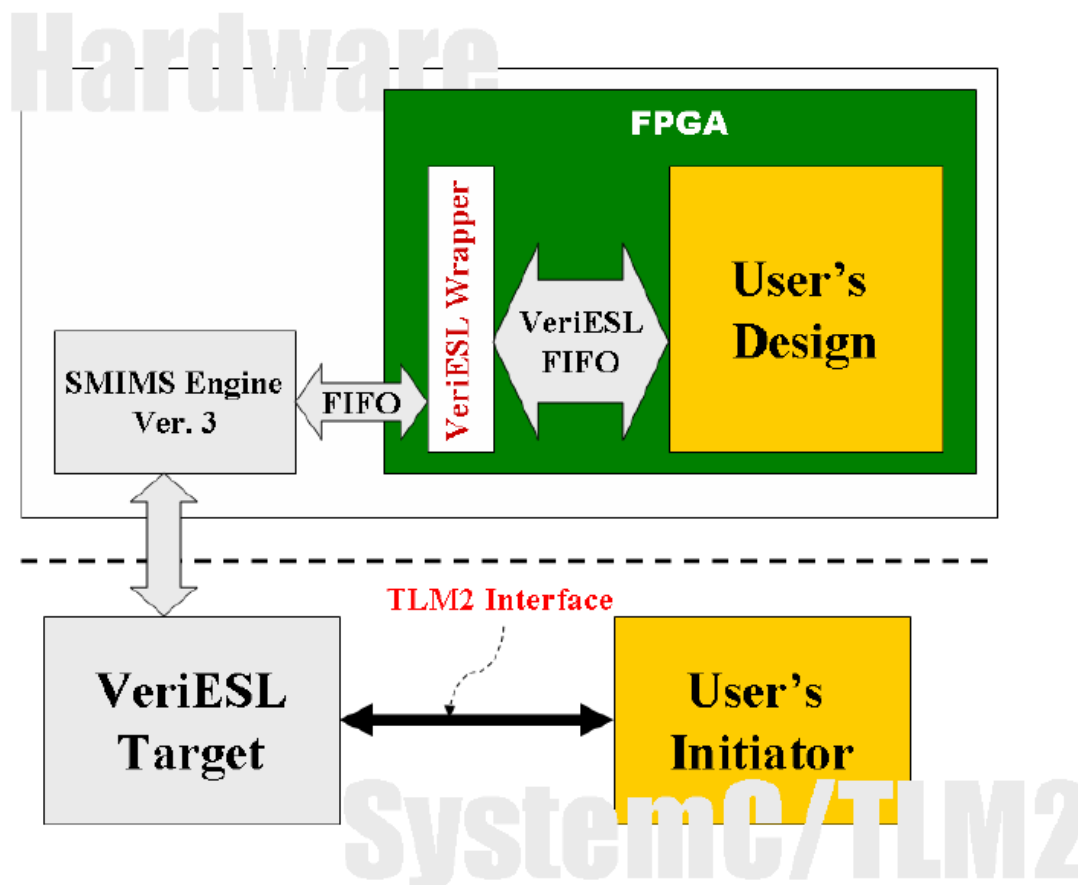 Hardware
FPGA
VeriESL Wrapper
User's
Design
VeriESL
FIFO
SMIMS Engine
Ver. 3
FIFO
TLM2 Interface
VeriESL
Target
User's
Initiator
SystemC/TLM2